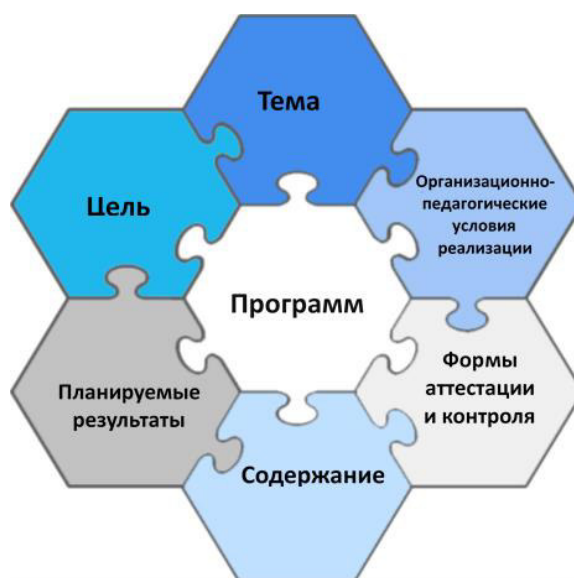 Тема
Организационно-
педагогические
условия
реализации
Цель
Программ
Формы
аттестации
и контроля
Планируемые
результаты
Содержание